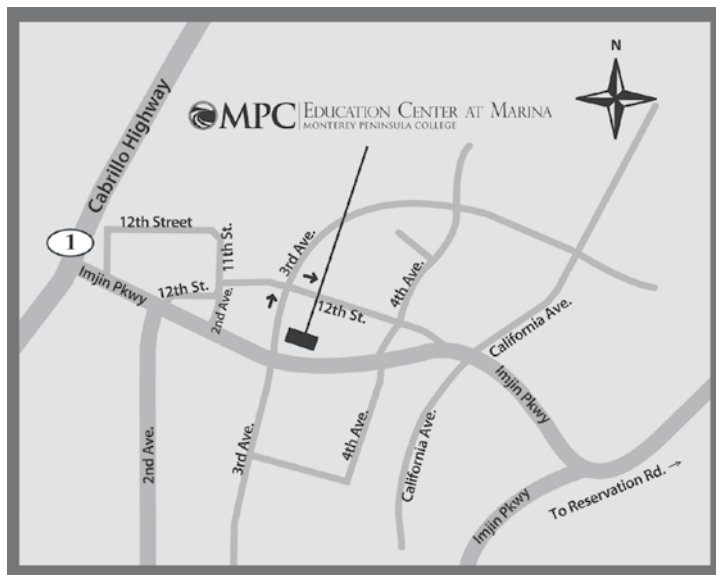 N
MPC EDUCATION CENTER AT MARINA
MONTEREY PENINSULA COLLEGE
Cabrillo Highway
1
12th Street
11th St.
3rd Ave.
Imjin Pkwy
12th St.
2nd Ave.
12th St.
4th Ave.
California Ave.
Imjin Pkwy
2nd Ave.
3rd Ave.
4th Ave.
California Ave.
Imjin Pkwy
To Reservation Rd. →